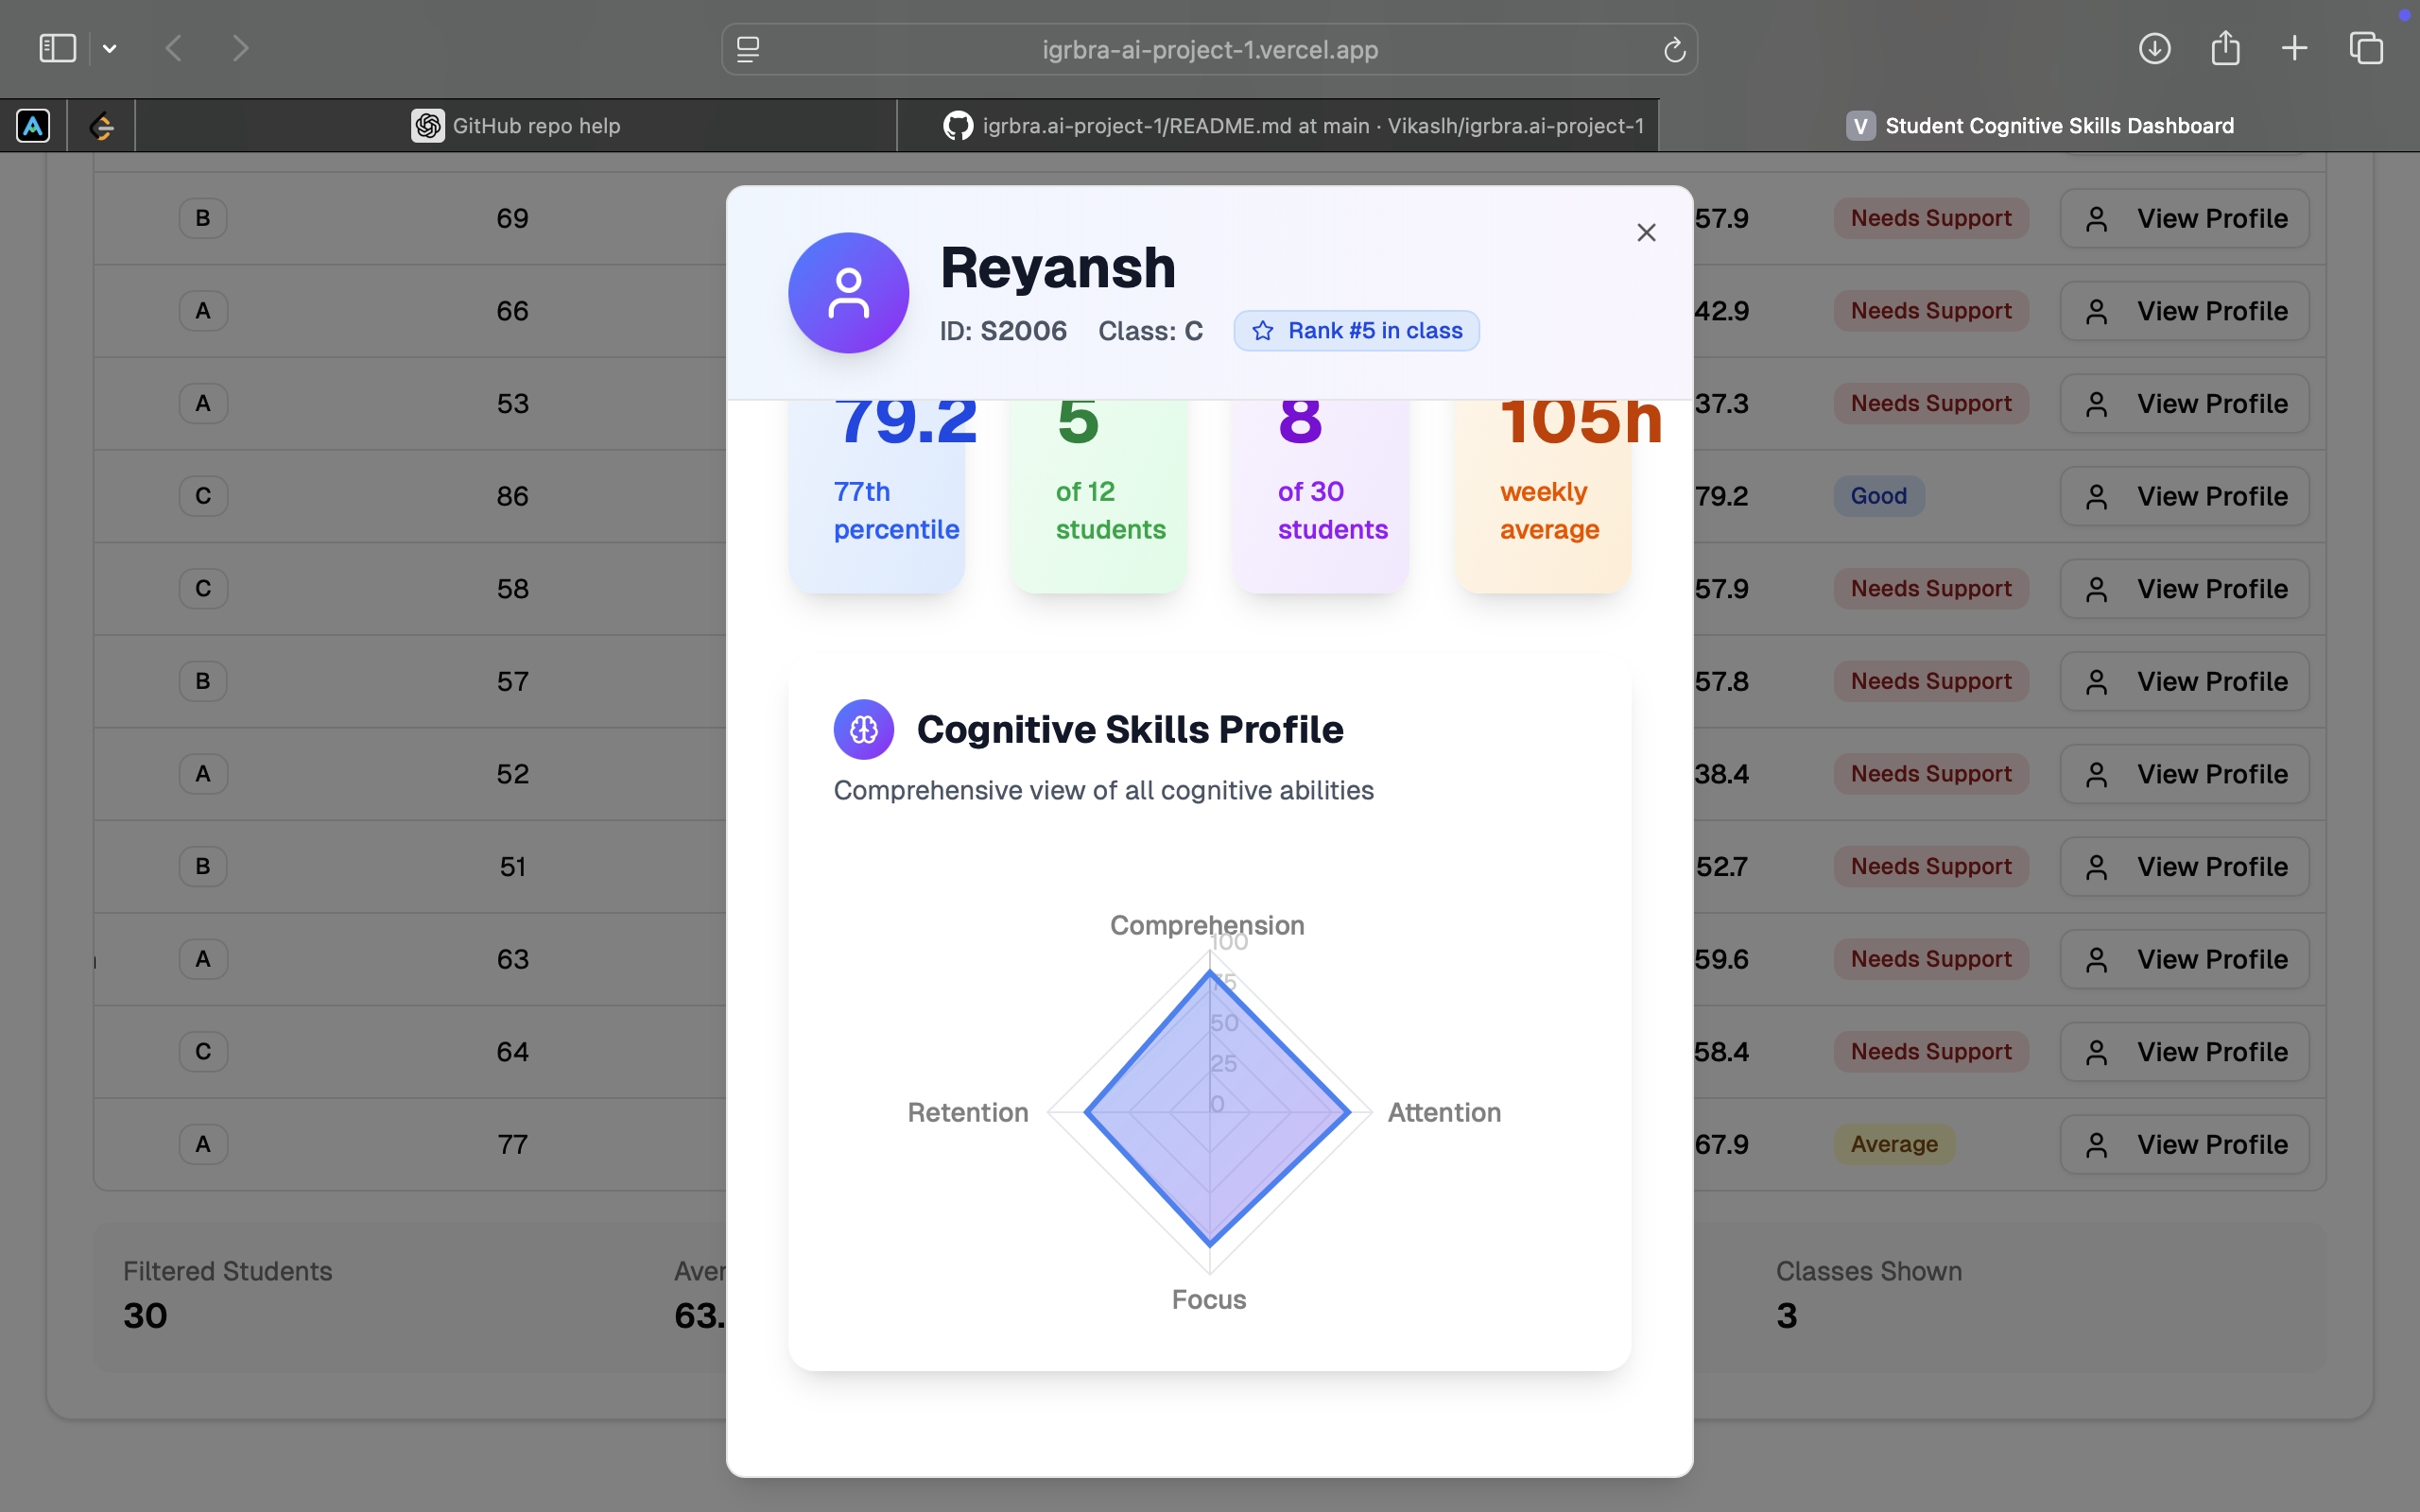 igrbra-ai-project-1.vercel.app
GitHub repo help
igrbra.ai-project-1/README.md at main · Vikaslh/igrbra.ai-project-1
V Student Cognitive Skills Dashboard
B 69 57.9 Needs Support View Profile
A 66 42.9 Needs Support View Profile
A 53 37.3 Needs Support View Profile
C 86 79.2 Good View Profile
C 58 57.9 Needs Support View Profile
B 57 57.8 Needs Support View Profile
A 52 38.4 Needs Support View Profile
B 51 52.7 Needs Support View Profile
A 63 59.6 Needs Support View Profile
C 64 58.4 Needs Support View Profile
A 77 67.9 Average View Profile
Filtered Students
30
Aver
63.
Classes Shown
3
Reyansh
ID: S2006 Class: C Rank #5 in class
79.2
77th
percentile
5
of 12
students
8
of 30
students
105h
weekly
average
Cognitive Skills Profile
Comprehensive view of all cognitive abilities
Comprehension
100
75
50
25
0
Retention
Attention
Focus